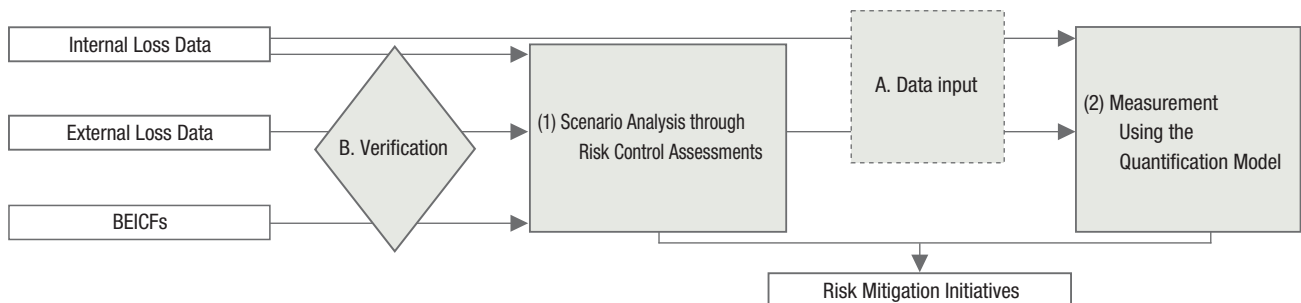 Internal Loss Data
External Loss Data
BEICFs
B. Verification
(1) Scenario Analysis through
Risk Control Assessments
A. Data input
(2) Measurement
Using the
Quantification Model
Risk Mitigation Initiatives